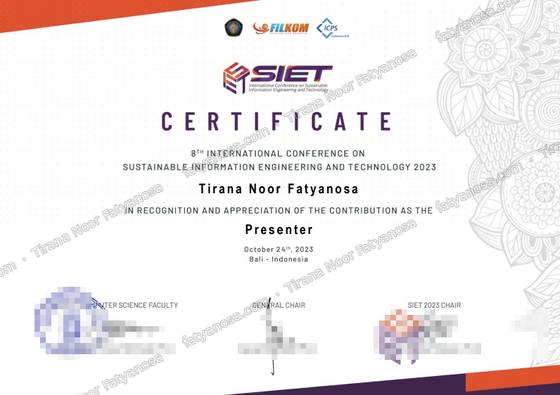 FILKOM
ICPS
SIET
International Conference on Sustainable
Information Engineering and Technology
CERTIFICATE
8TH INTERNATIONAL CONFERENCE ON
SUSTAINABLE INFORMATION ENGINEERING AND TECHNOLOGY 2023
Tirana Noor Fatyanosa
IN RECOGNITION AND APPRECIATION OF THE CONTRIBUTION AS THE
Presenter
October 24th, 2023
Bali - Indonesia
SCIENCE FACULTY
GENERAL CHAIR
SIET 2023 CHAIR
fatyanosa.com - Tirana Noor Fatyanosa